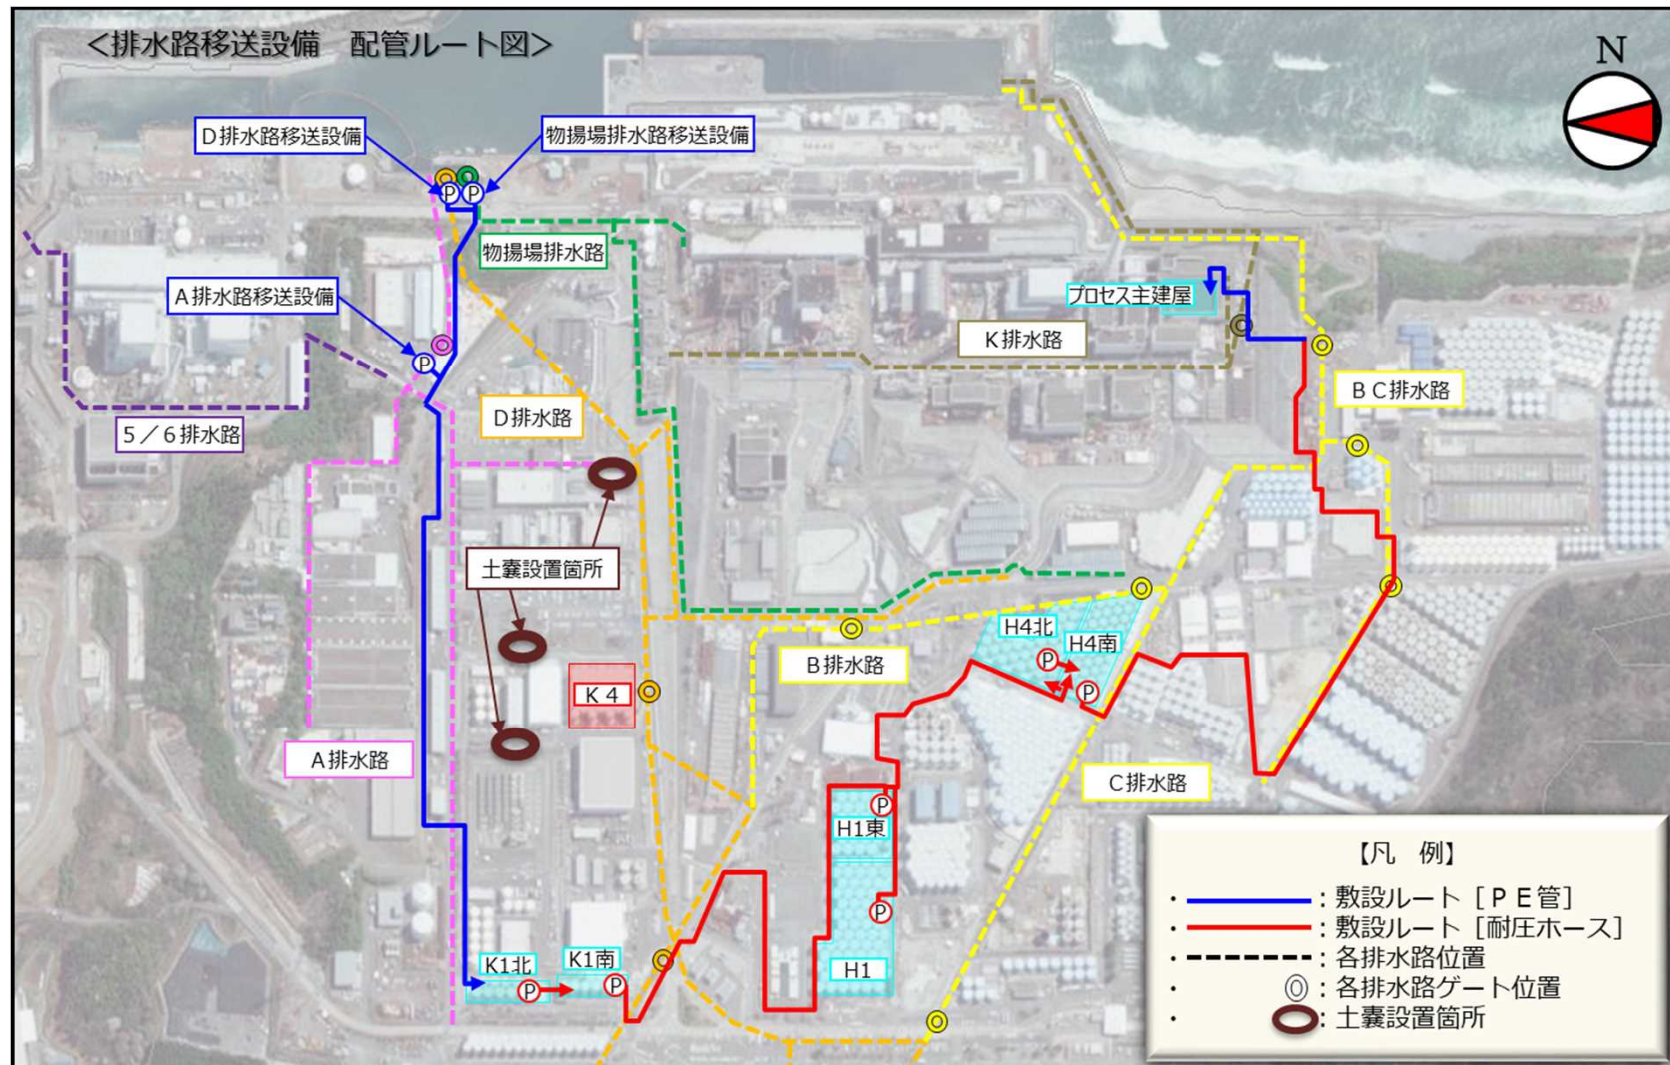 ＜排水路移送設備　配管ルート図＞
N
Ｄ排水路移送設備
物揚場排水路移送設備
P
P
物揚場排水路
Ａ排水路移送設備
P
プロセス主建屋
Ｋ排水路
ＢＣ排水路
５／６排水路
Ｄ排水路
土嚢設置箇所
H4北
H4南
P
P
Ｂ排水路
Ｋ４
Ａ排水路
Ｃ排水路
P
H1東
P
H1
K1北
K1南
P
P
【凡　例】
・　　　：敷設ルート［ＰＥ管］
・　　　：敷設ルート［耐圧ホース］
・　　　：各排水路位置
・　　　：各排水路ゲート位置
・　　　：土嚢設置箇所